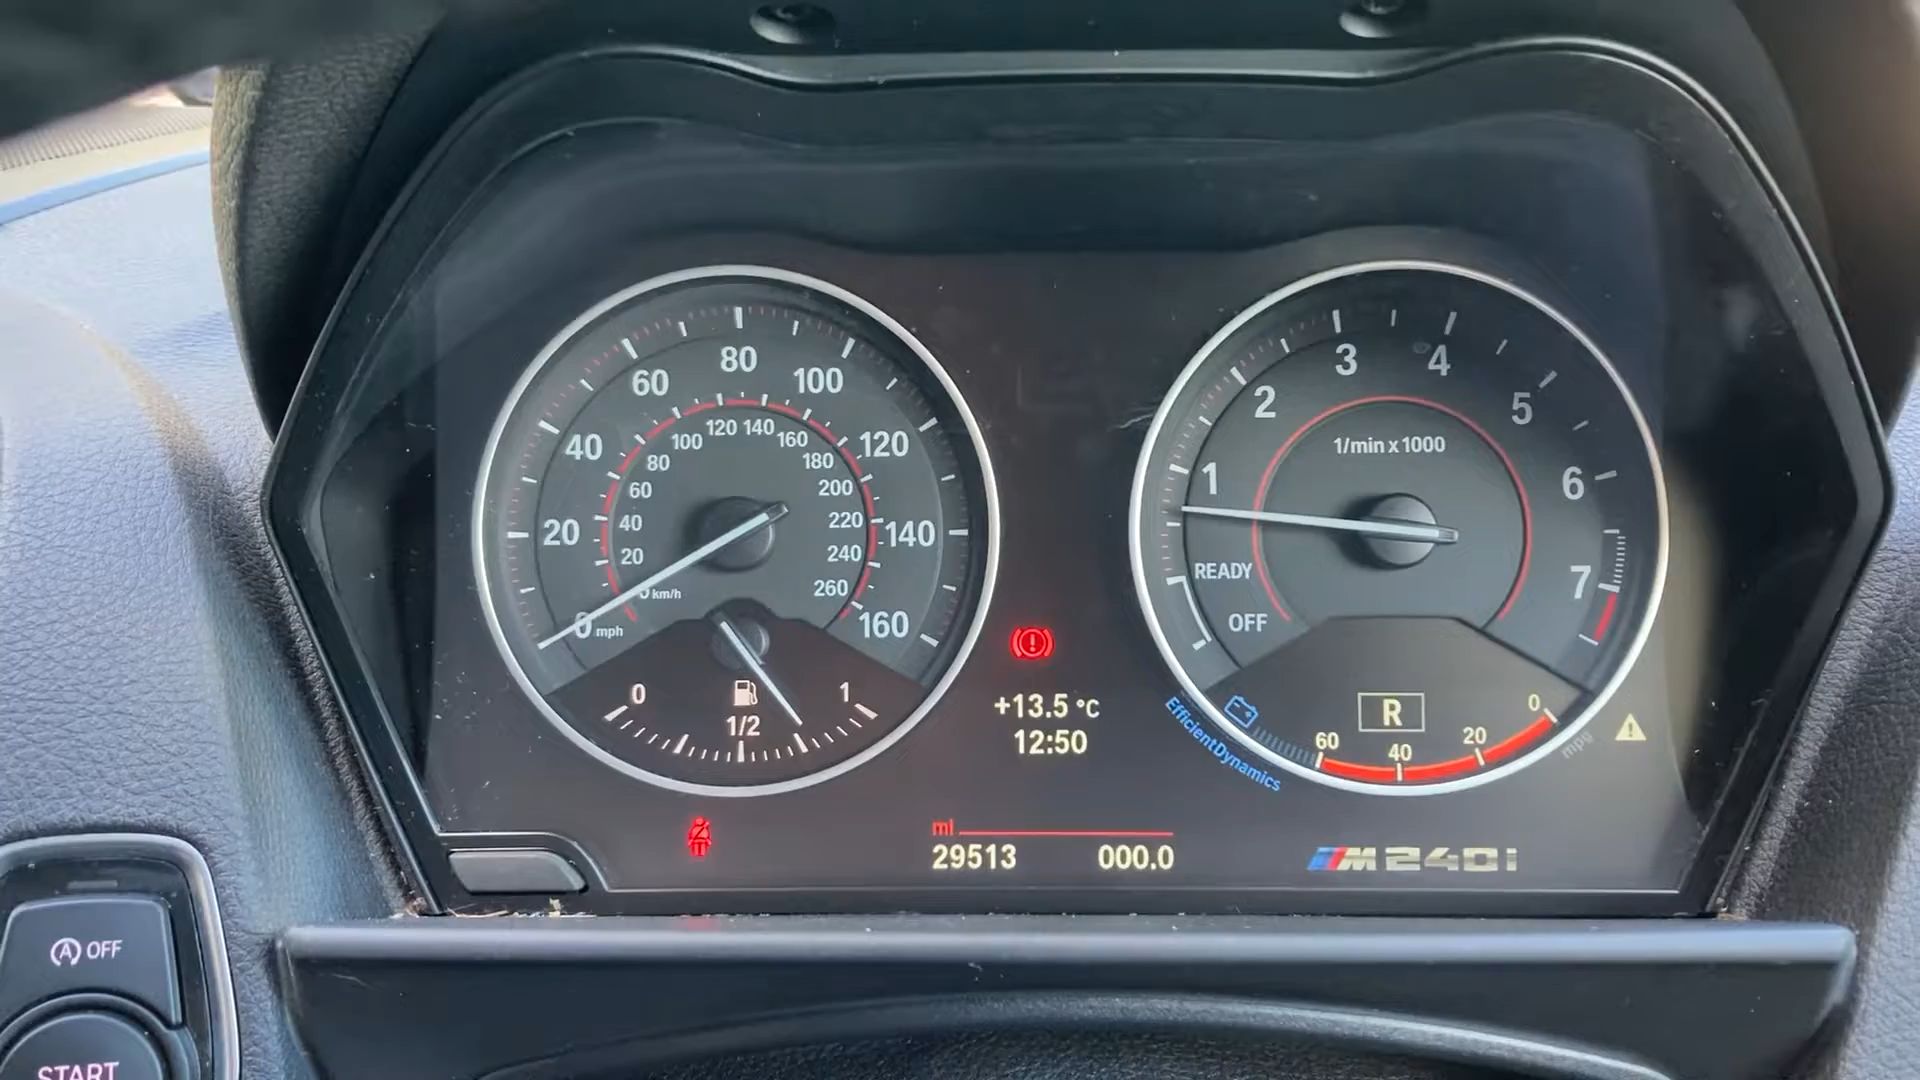 80
60
100
40
120
20
140
0 mph
160
100
120
140
160
80
180
60
200
40
220
20
240
km/h
260
0
1/2
1
+13.5 °C
12:50
3
4
2
5
1/min x 1000
1
6
READY
7
OFF
R
60
40
20
0
mpg
EfficientDynamics
mi
29513 000.0
M240i
A OFF
START